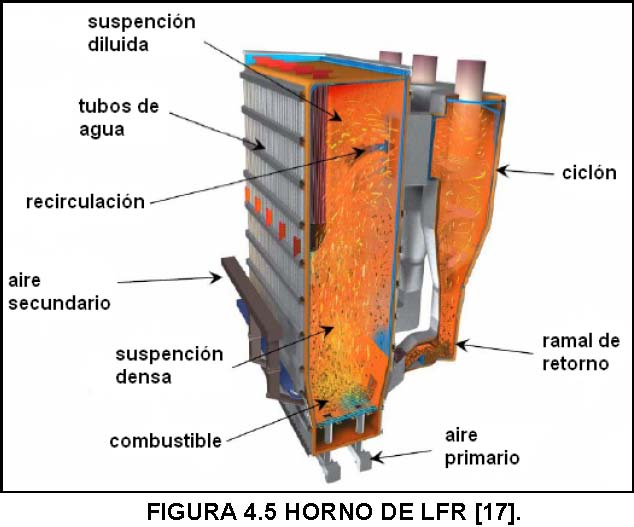 suspención
diluida
tubos de
agua
recirculación
ciclón
aire
secundario
suspención
densa
ramal de
retorno
combustible
aire
primario
FIGURA 4.5 HORNO DE LFR [17].